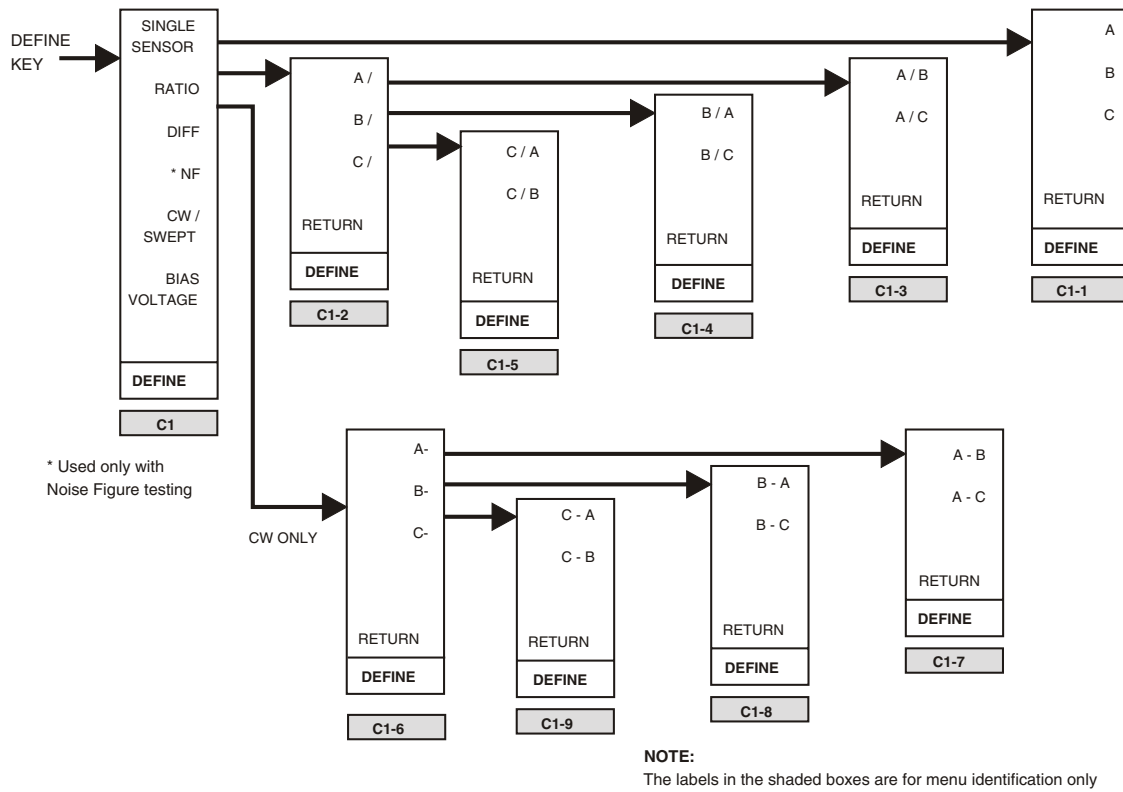 DEFINE
KEY
SINGLE
SENSOR
RATIO
DIFF
* NF
CW /
SWEPT
BIAS
VOLTAGE
DEFINE
C1
* Used only with
Noise Figure testing
A /
B /
C /
RETURN
DEFINE
C1-2
C / A
C / B
RETURN
DEFINE
C1-5
B / A
B / C
RETURN
DEFINE
C1-4
A / B
A / C
RETURN
DEFINE
C1-3
A
B
C
RETURN
DEFINE
C1-1
CW ONLY
A-
B-
C-
RETURN
DEFINE
C1-6
C - A
C - B
RETURN
DEFINE
C1-9
B - A
B - C
RETURN
DEFINE
C1-8
A - B
A - C
RETURN
DEFINE
C1-7
NOTE:
The labels in the shaded boxes are for menu identification only